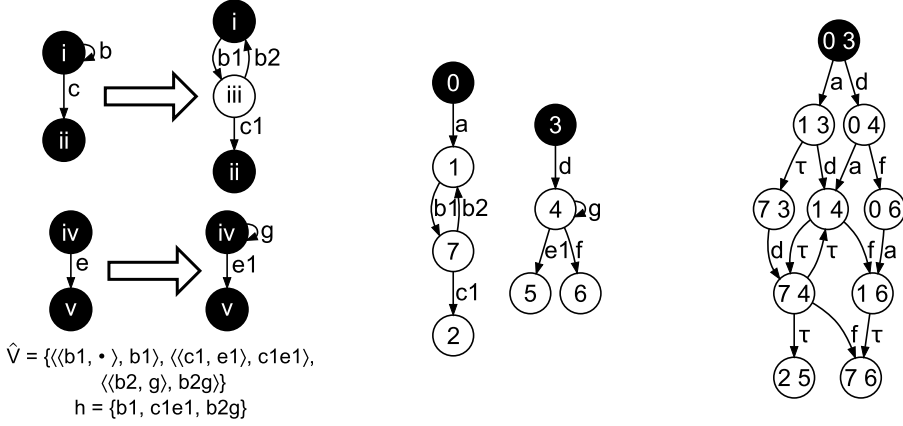 i
b
c
ii
i
b1
b2
iii
c1
ii
iv
e
v
iv
g
e1
v
V̂ = {⟨⟨b1, • ⟩, b1⟩, ⟨⟨c1, e1⟩, c1e1⟩,
⟨⟨b2, g⟩, b2g⟩}
h = {b1, c1e1, b2g}
0
a
1
b1
b2
7
c1
2
3
d
4
g
e1
f
5
6
0 3
a
d
1 3
0 4
τ
d
a
f
7 3
1 4
0 6
d
τ
τ
f
a
7 4
1 6
τ
f
τ
2 5
7 6